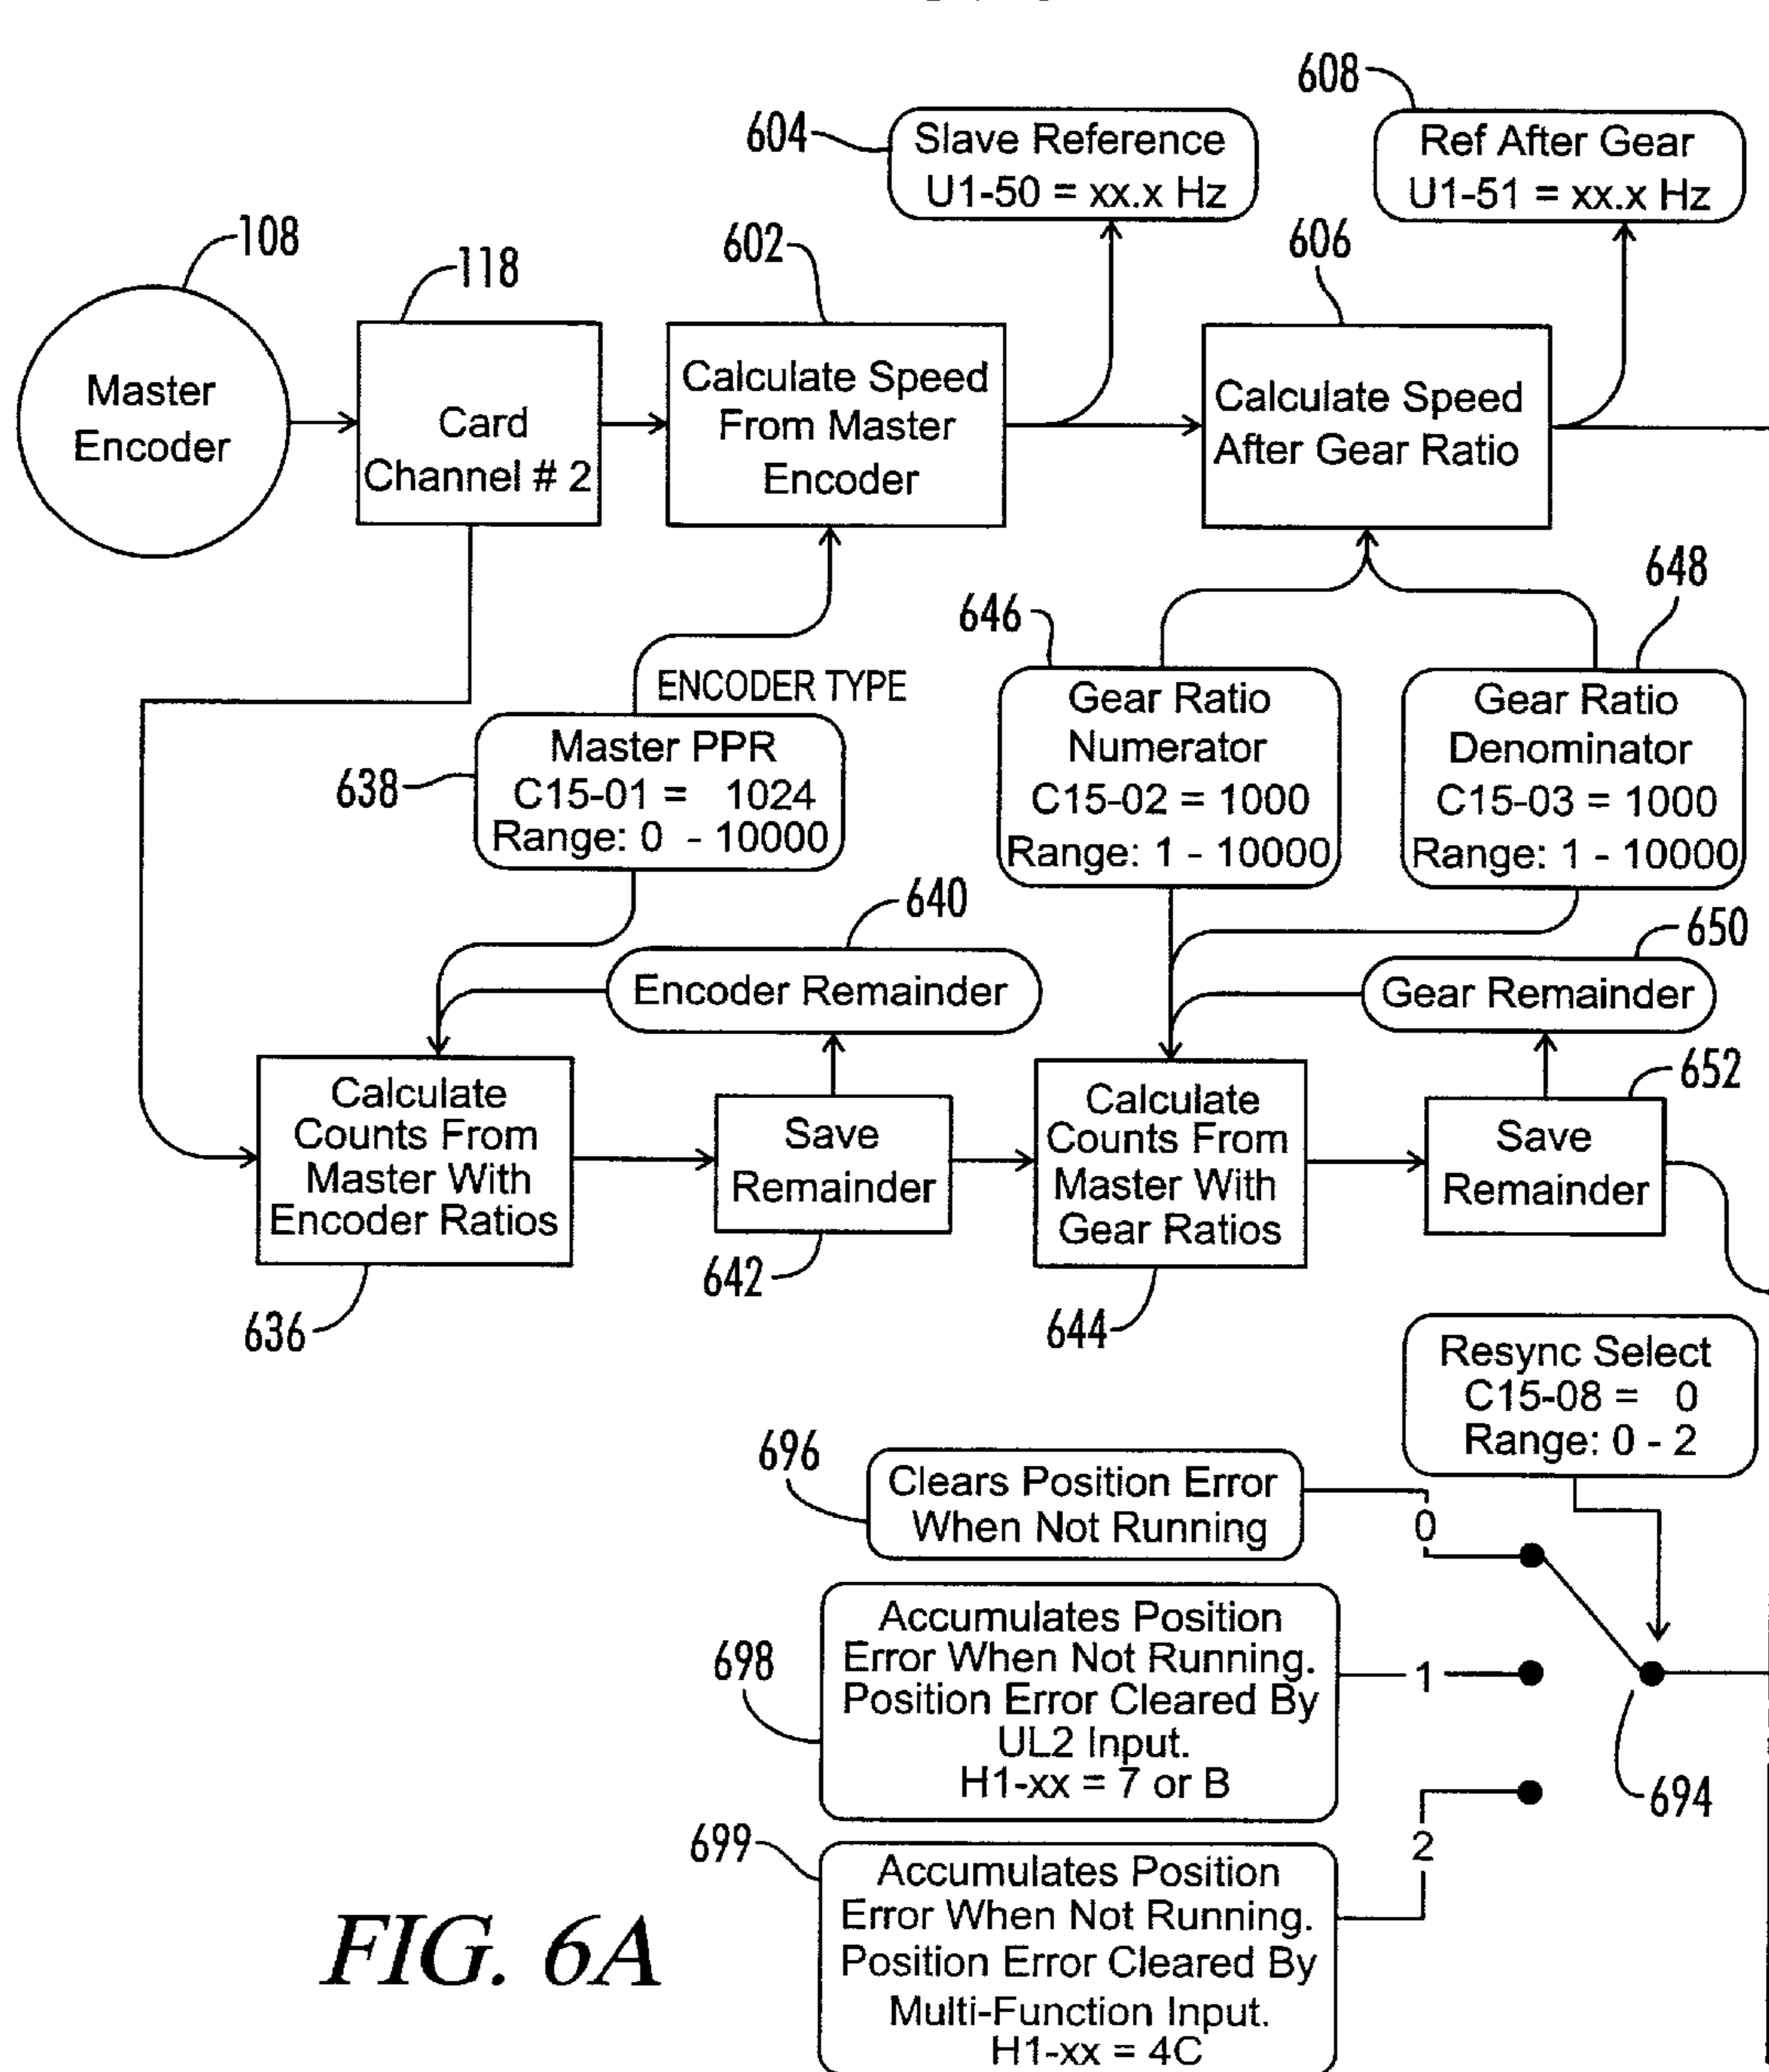 608
604
Slave Reference
U1-50 = xx.x Hz
Ref After Gear
U1-51 = xx.x Hz
108
118
602
606
Master
Encoder
Card
Channel # 2
Calculate Speed
From Master
Encoder
Calculate Speed
After Gear Ratio
646
648
ENCODER TYPE
638
Master PPR
C15-01 = 1024
Range: 0 - 10000
Gear Ratio
Numerator
C15-02 = 1000
Range: 1 - 10000
Gear Ratio
Denominator
C15-03 = 1000
Range: 1 - 10000
640
650
Encoder Remainder
Gear Remainder
652
Calculate
Counts From
Master With
Encoder Ratios
Save
Remainder
Calculate
Counts From
Master With
Gear Ratios
Save
Remainder
636
642
644
Resync Select
C15-08 = 0
Range: 0 - 2
696
Clears Position Error
When Not Running
0
698
Accumulates Position
Error When Not Running.
Position Error Cleared By
UL2 Input.
H1-xx = 7 or B
1
694
699
Accumulates Position
Error When Not Running.
Position Error Cleared By
Multi-Function Input.
H1-xx = 4C
2
FIG. 6A